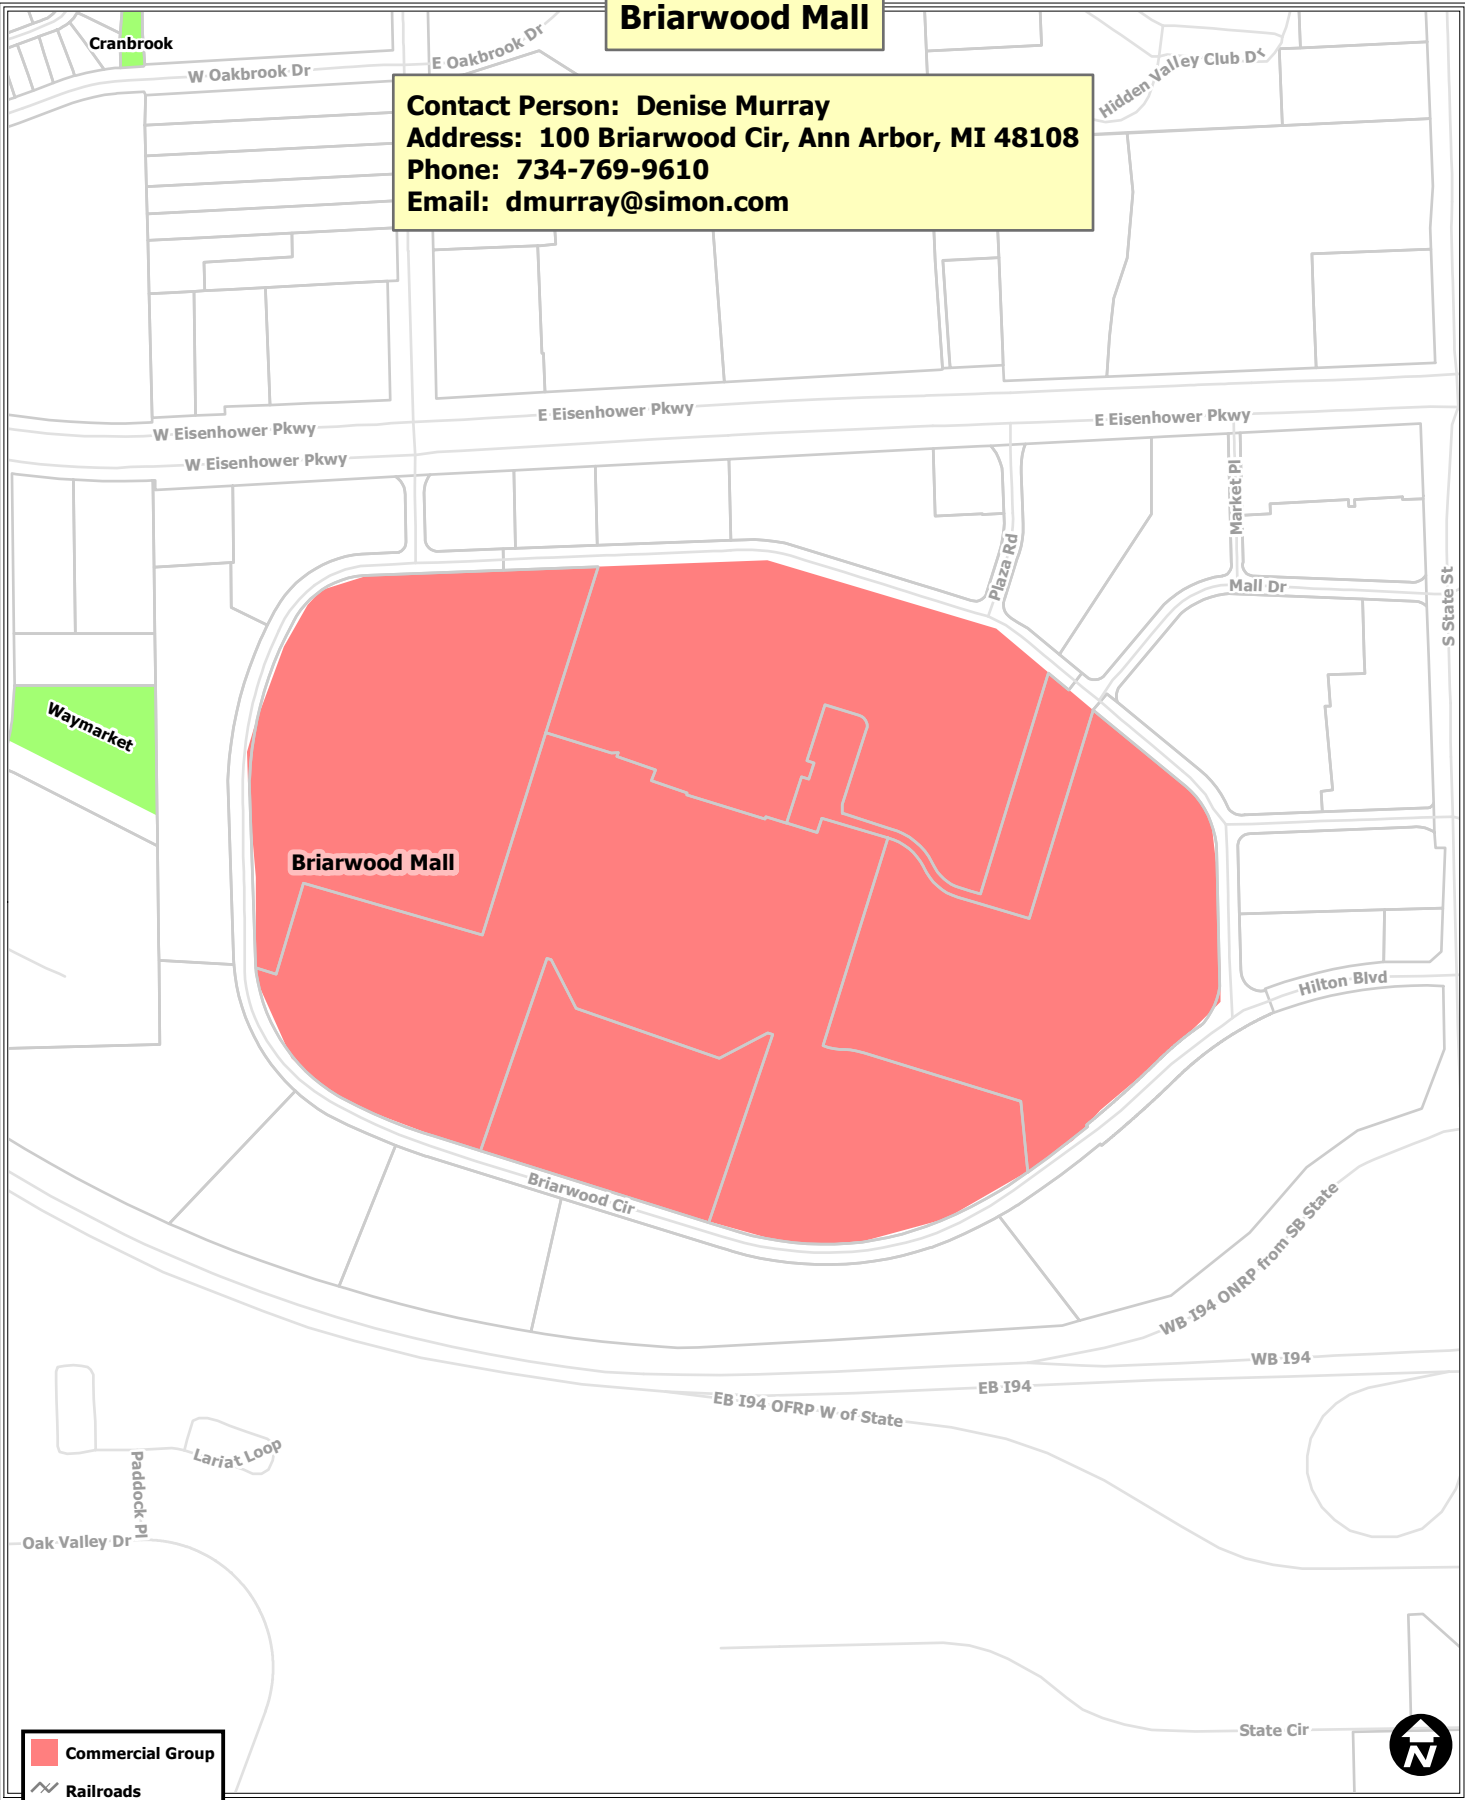 Briarwood Mall
Cranbrook
W Oakbrook Dr
E Oakbrook Dr
Hidden Valley Club Dr
Contact Person: Denise Murray
Address: 100 Briarwood Cir, Ann Arbor, MI 48108
Phone: 734-769-9610
Email: dmurray@simon.com
E Eisenhower Pkwy
E Eisenhower Pkwy
W Eisenhower Pkwy
W Eisenhower Pkwy
Market Pl
Plaza Rd
Mall Dr
S State St
Waymarket
Briarwood Mall
Hilton Blvd
Briarwood Cir
WB I94 ONRP from SB State
WB I94
EB I94
EB I94 OFRP W of State
Lariat Loop
Paddock Pl
Oak Valley Dr
State Cir
Commercial Group
Railroads
N